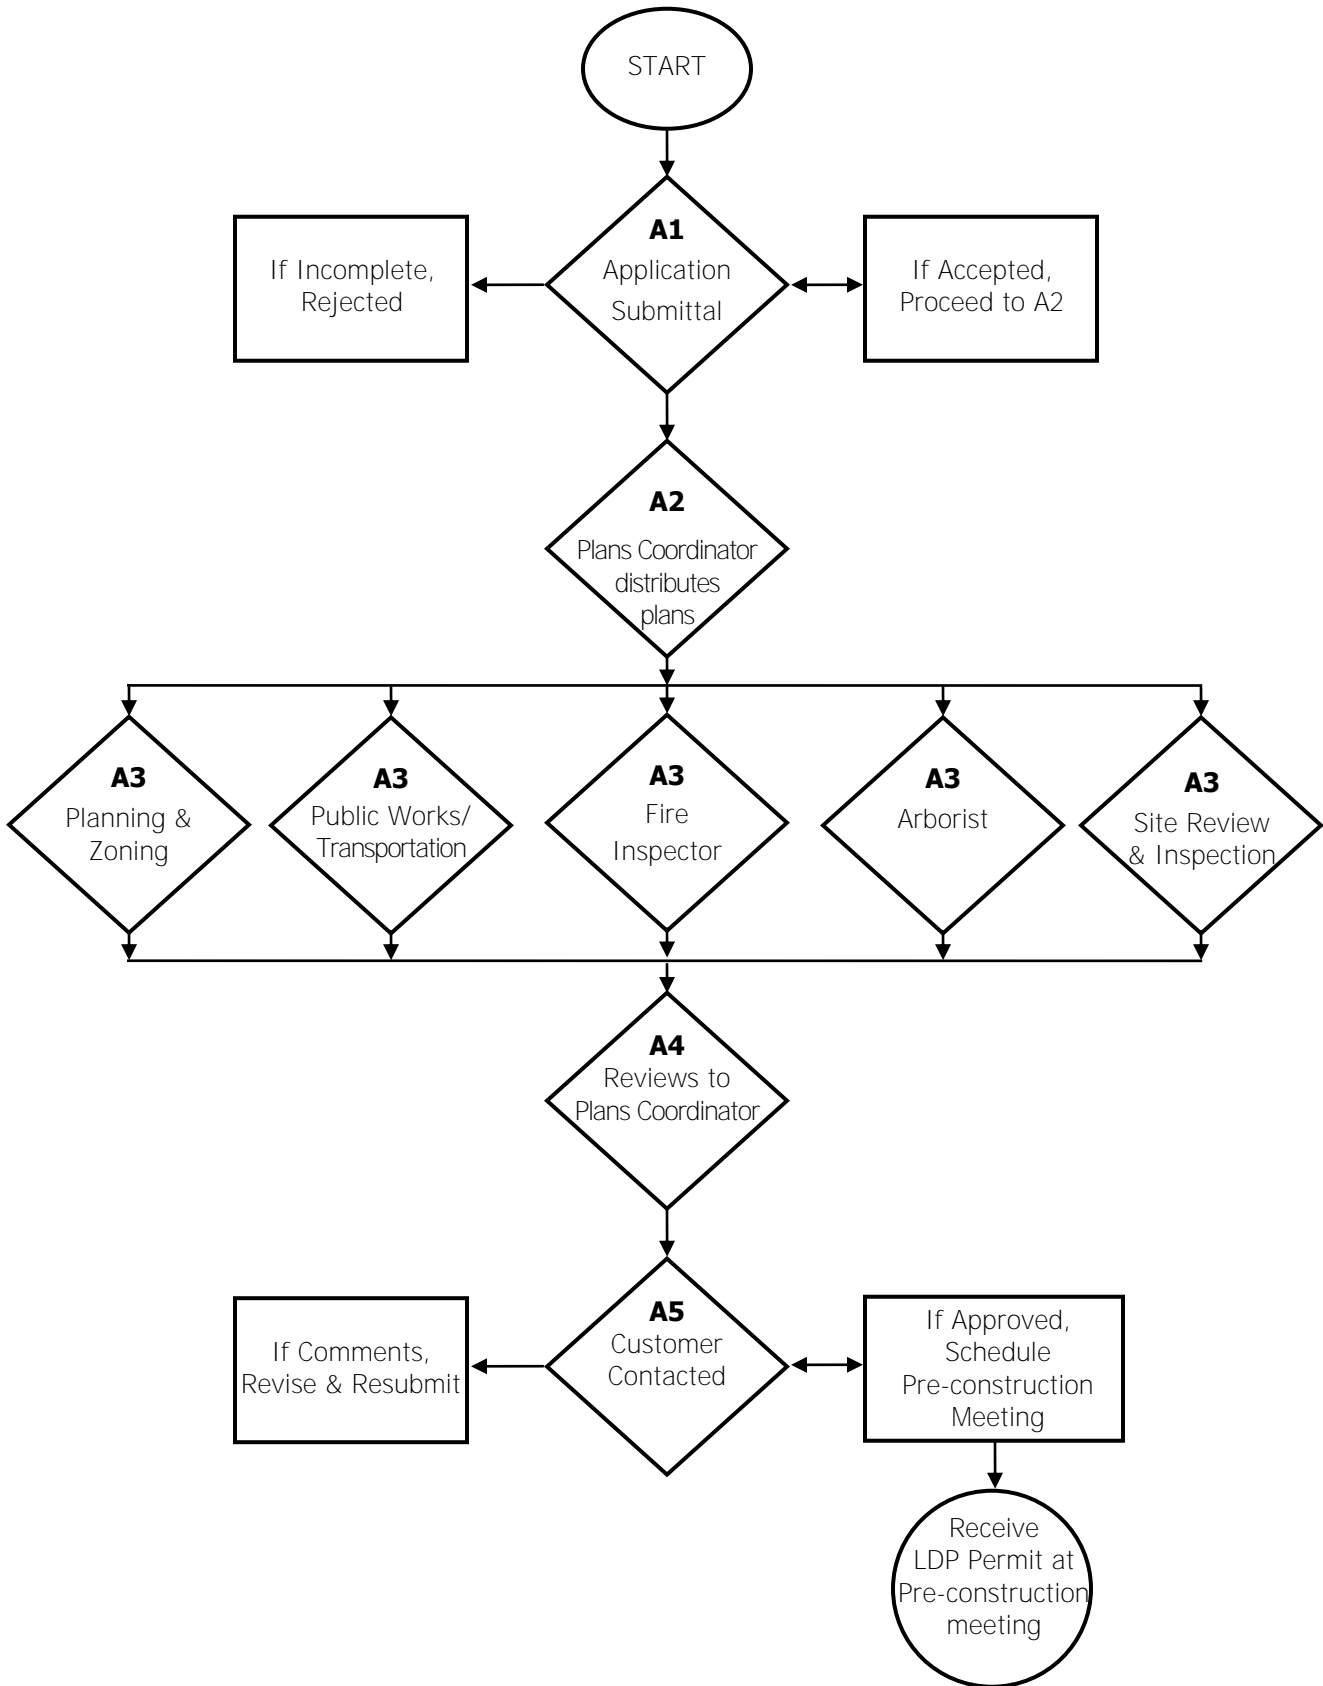 START
A1
Application
Submittal
If Incomplete,
Rejected
If Accepted,
Proceed to A2
A2
Plans Coordinator
distributes
plans
A3
Planning &
Zoning
A3
Public Works/
Transportation
A3
Fire
Inspector
A3
Arborist
A3
Site Review
& Inspection
A4
Reviews to
Plans Coordinator
A5
Customer
Contacted
If Comments,
Revise & Resubmit
If Approved,
Schedule
Pre-construction
Meeting
Receive
LDP Permit at
Pre-construction
meeting